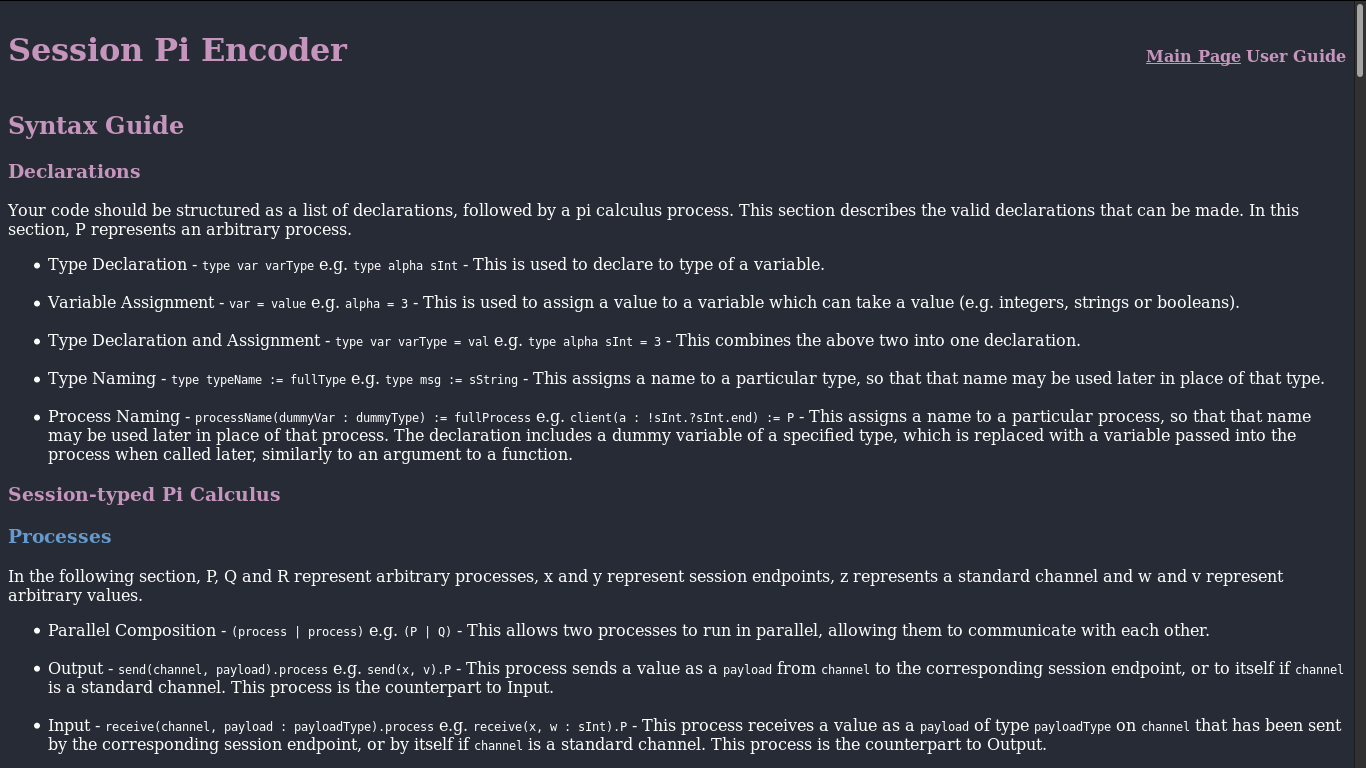 Session Pi Encoder
Main Page User Guide
Syntax Guide
Declarations
Your code should be structured as a list of declarations, followed by a pi calculus process. This section describes the valid declarations that can be made. In this
section, P represents an arbitrary process.
• Type Declaration - type var varType e.g. type alpha sInt - This is used to declare to type of a variable.
• Variable Assignment - var = value e.g. alpha = 3 - This is used to assign a value to a variable which can take a value (e.g. integers, strings or booleans).
• Type Declaration and Assignment - type var varType = val e.g. type alpha sInt = 3 - This combines the above two into one declaration.
• Type Naming - type typeName := fullType e.g. type msg := sString - This assigns a name to a particular type, so that that name may be used later in place of that type.
• Process Naming - processName(dummyVar : dummyType) := fullProcess e.g. client(a : !sInt.?sInt.end) := P - This assigns a name to a particular process, so that that name
may be used later in place of that process. The declaration includes a dummy variable of a specified type, which is replaced with a variable passed into the
process when called later, similarly to an argument to a function.
Session-typed Pi Calculus
Processes
In the following section, P, Q and R represent arbitrary processes, x and y represent session endpoints, z represents a standard channel and w and v represent
arbitrary values.
• Parallel Composition - (process | process) e.g. (P | Q) - This allows two processes to run in parallel, allowing them to communicate with each other.
• Output - send(channel, payload).process e.g. send(x, v).P - This process sends a value as a payload from channel to the corresponding session endpoint, or to itself if channel
is a standard channel. This process is the counterpart to Input.
• Input - receive(channel, payload : payloadType).process e.g. receive(x, w : sInt).P - This process receives a value as a payload of type payloadType on channel that has been sent
by the corresponding session endpoint, or by itself if channel is a standard channel. This process is the counterpart to Output.